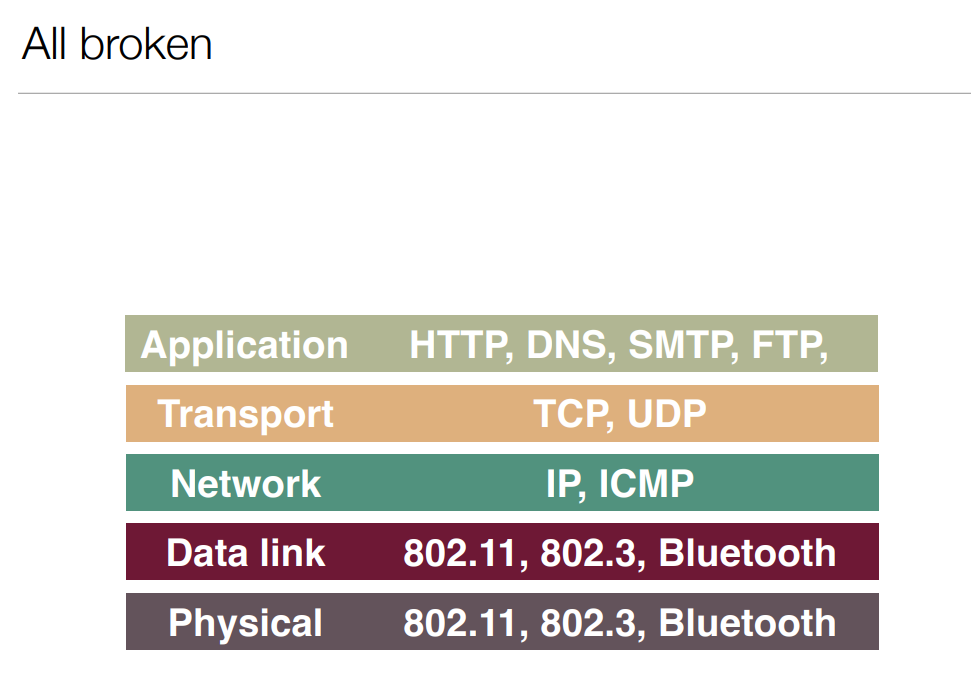 All broken
Application HTTP, DNS, SMTP, FTP,
Transport TCP, UDP
Network IP, ICMP
Data link 802.11, 802.3, Bluetooth
Physical 802.11, 802.3, Bluetooth